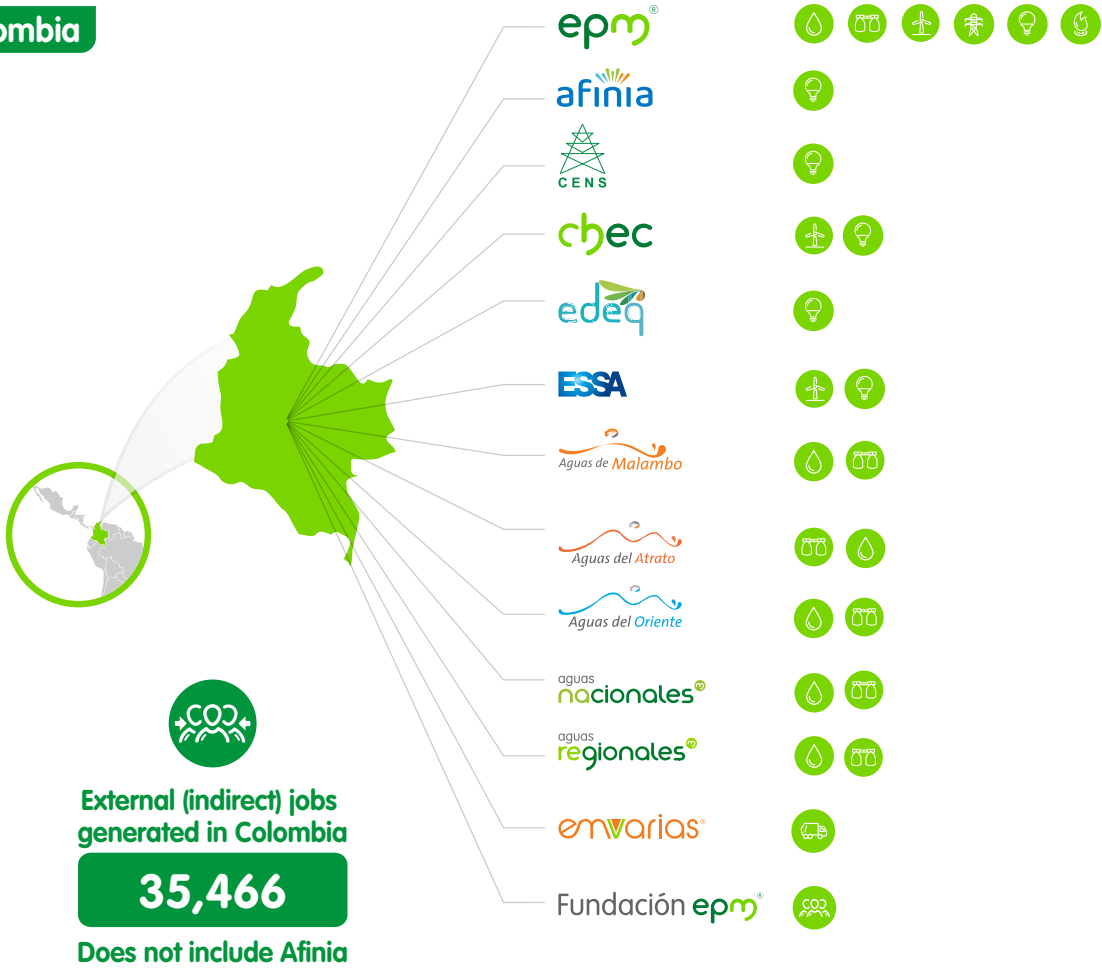 ombia
epm®
afinia
CENS
chec
edeq
ESSA
Aguas de Malambo
Aguas del Atrato
Aguas del Oriente
aguas
nacionales
aguas
regionales
emvarias®
Fundación epm®
External (indirect) jobs
generated in Colombia
35,466
Does not include Afinia